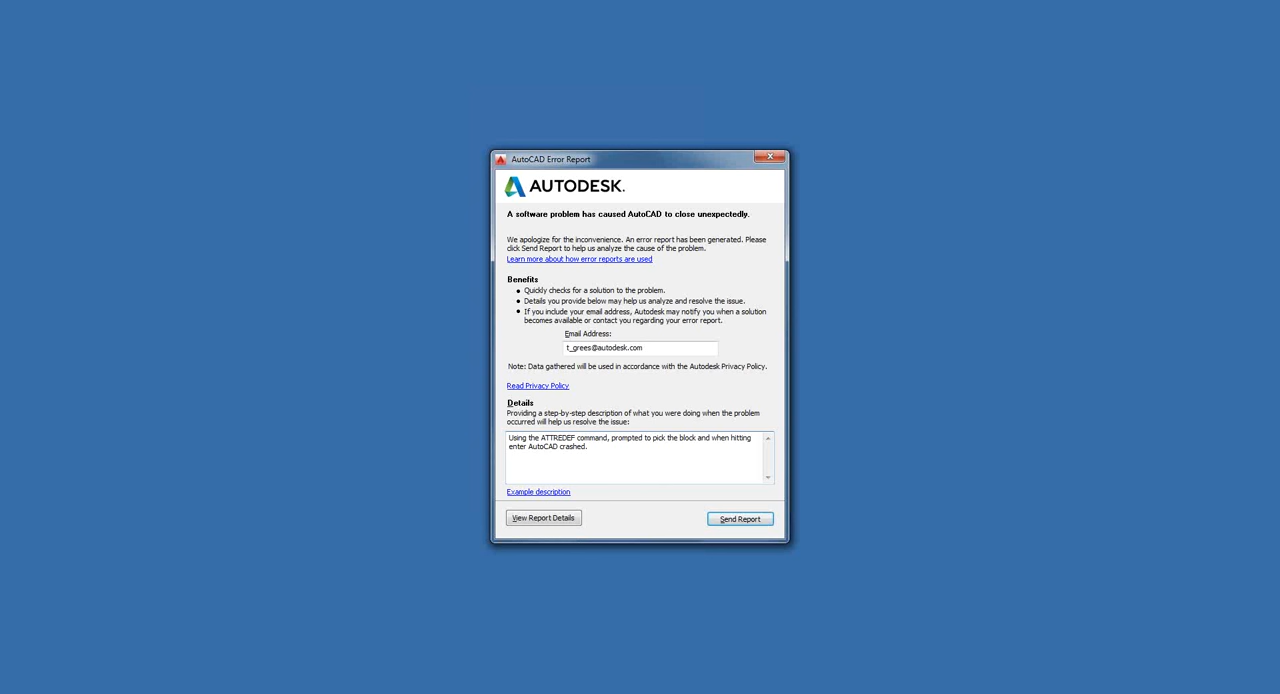 AutoCAD Error Report
AUTODESK.
A software problem has caused AutoCAD to close unexpectedly.
We apologize for the inconvenience. An error report has been generated. Please
click Send Report to help us analyze the cause of the problem.
Learn more about how error reports are used
Benefits
Quickly checks for a solution to the problem.
Details you provide below may help us analyze and resolve the issue.
If you include your email address, Autodesk may notify you when a solution
becomes available or contact you regarding your error report.
Email Address:
t_grees@autodesk.com
Note: Data gathered will be used in accordance with the Autodesk Privacy Policy.
Read Privacy Policy
Details
Providing a step-by-step description of what you were doing when the problem
occurred will help us resolve the issue:
Using the ATTREDEF command, prompted to pick the block and when hitting
enter AutoCAD crashed.
Example description
View Report Details
Send Report